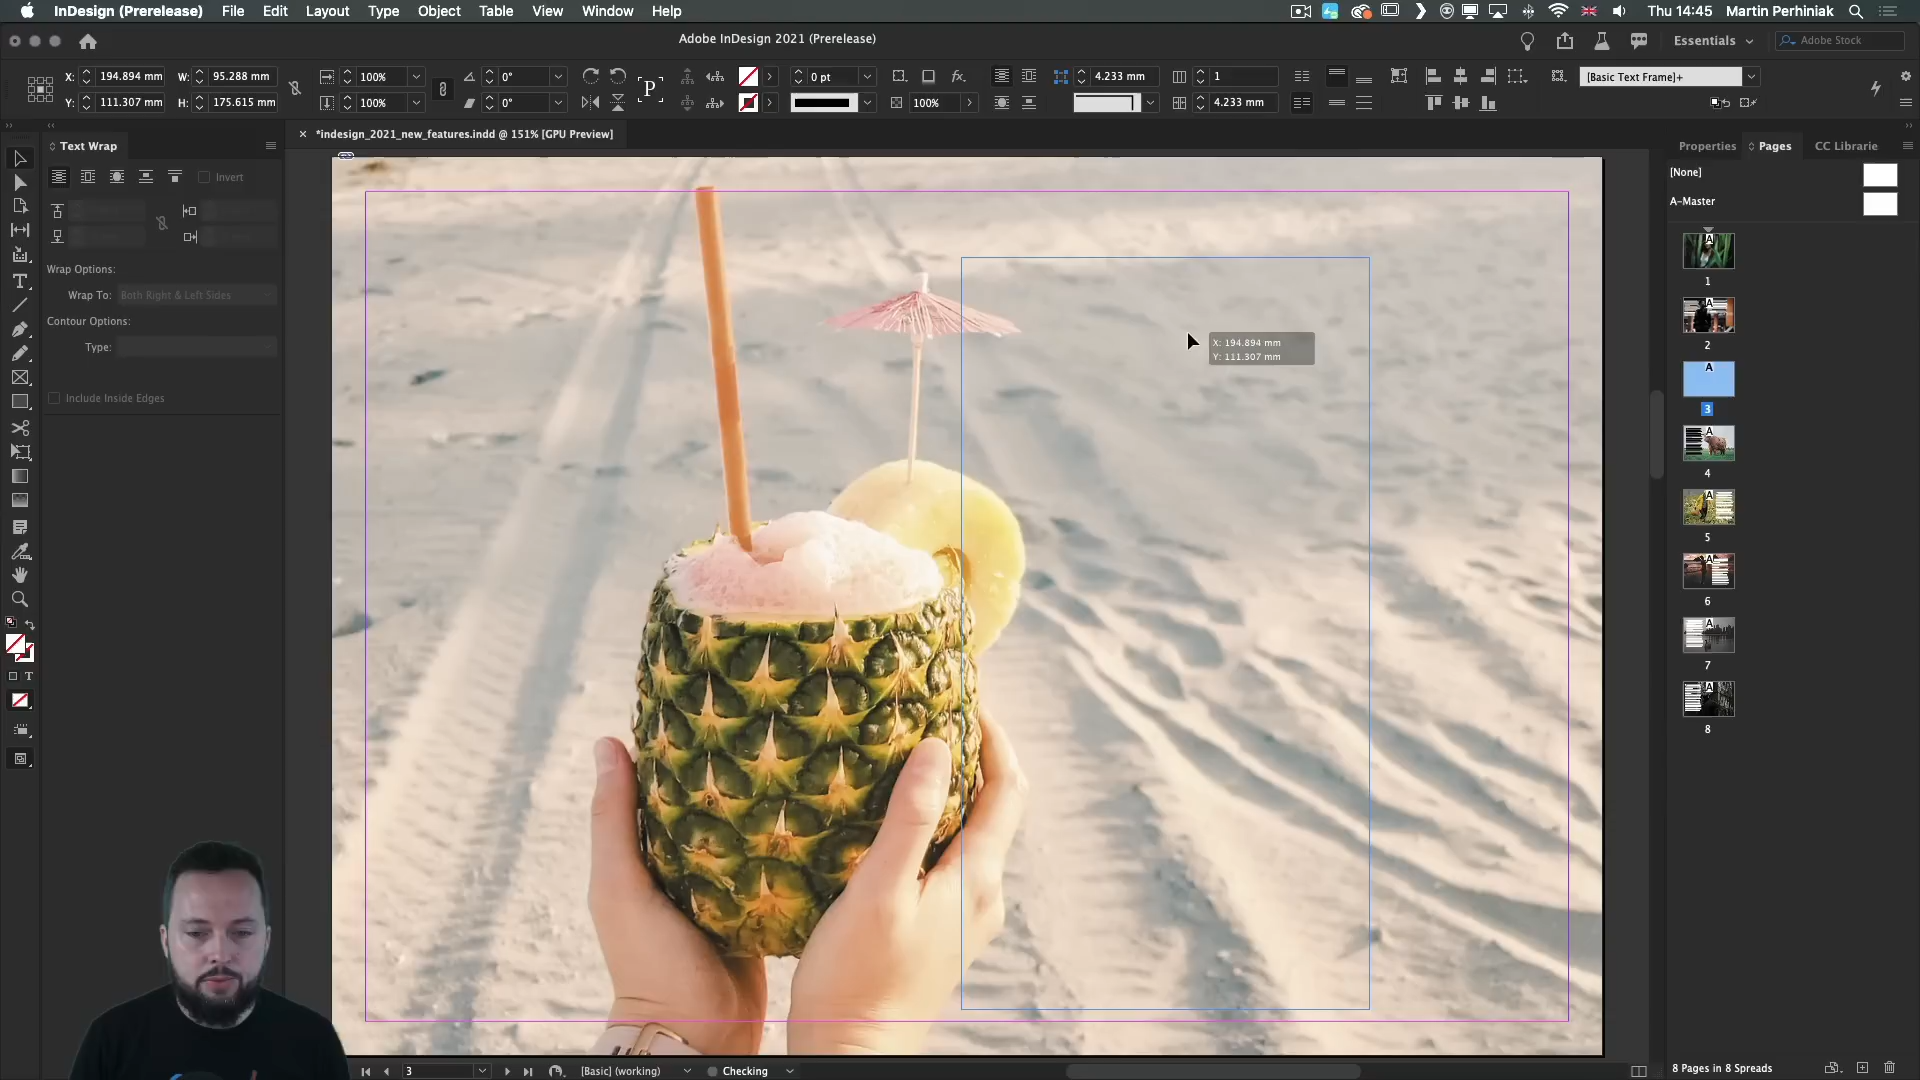 InDesign (Prerelease) File Edit Layout Type Object Table View Window Help Thu 14:45 Martin Perhiniak
Adobe InDesign 2021 (Prerelease) Essentials Adobe Stock
X: 194.894 mm W: 95.288 mm 100% 0° 0 pt fx. 4.233 mm 1 [Basic Text Frame]+
Y: 111.307 mm H: 175.615 mm 100% 0° P 100% 4.233 mm
*indesign_2021_new_features.indd @ 151% [GPU Preview]
Text Wrap
Invert
Wrap Options:
Wrap To: Both Right & Left Sides
Contour Options:
Type:
Include Inside Edges
X: 194.894 mm
Y: 111.307 mm
Properties Pages CC Librarie
[None]
A-Master
A
1
A
2
A
3
A
4
A
5
A
6
A
7
A
8
3 [Basic] (working) Checking
8 Pages in 8 Spreads